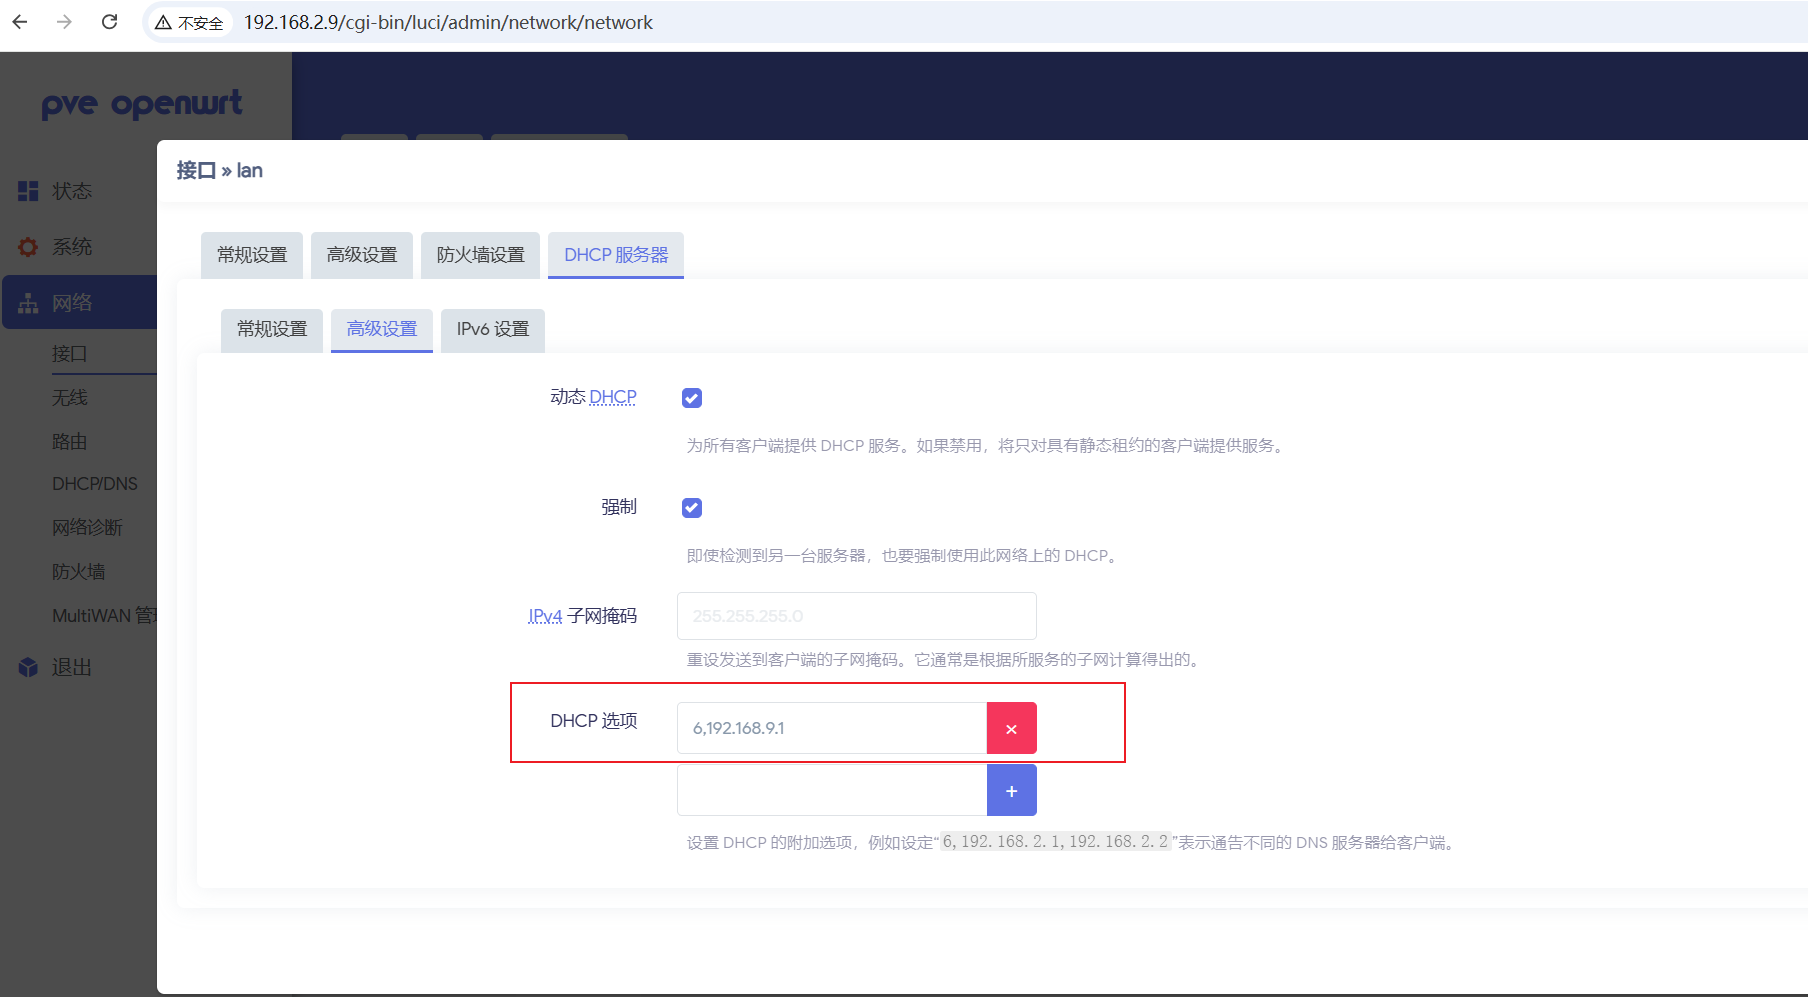 不安全 192.168.2.9/cgi-bin/luci/admin/network/network
pve openwrt
状态
系统
网络
接口
无线
路由
DHCP/DNS
网络诊断
防火墙
MultiWAN
退出
接口 » lan
常规设置 高级设置 防火墙设置 DHCP 服务器
常规设置 高级设置 IPv6 设置
动态 DHCP
为所有客户端提供 DHCP 服务。如果禁用，将只对具有静态租约的客户端提供服务。
强制
即使检测到另一台服务器，也要强制使用此网络上的 DHCP。
IPv4 子网掩码 255.255.255.0
重设发送到客户端的子网掩码。它通常是根据所服务的子网计算得出的。
DHCP 选项 6,192.168.9.1 ×
+
设置 DHCP 的附加选项，例如设定“6,192.168.2.1,192.168.2.2”表示通告不同的 DNS 服务器给客户端。